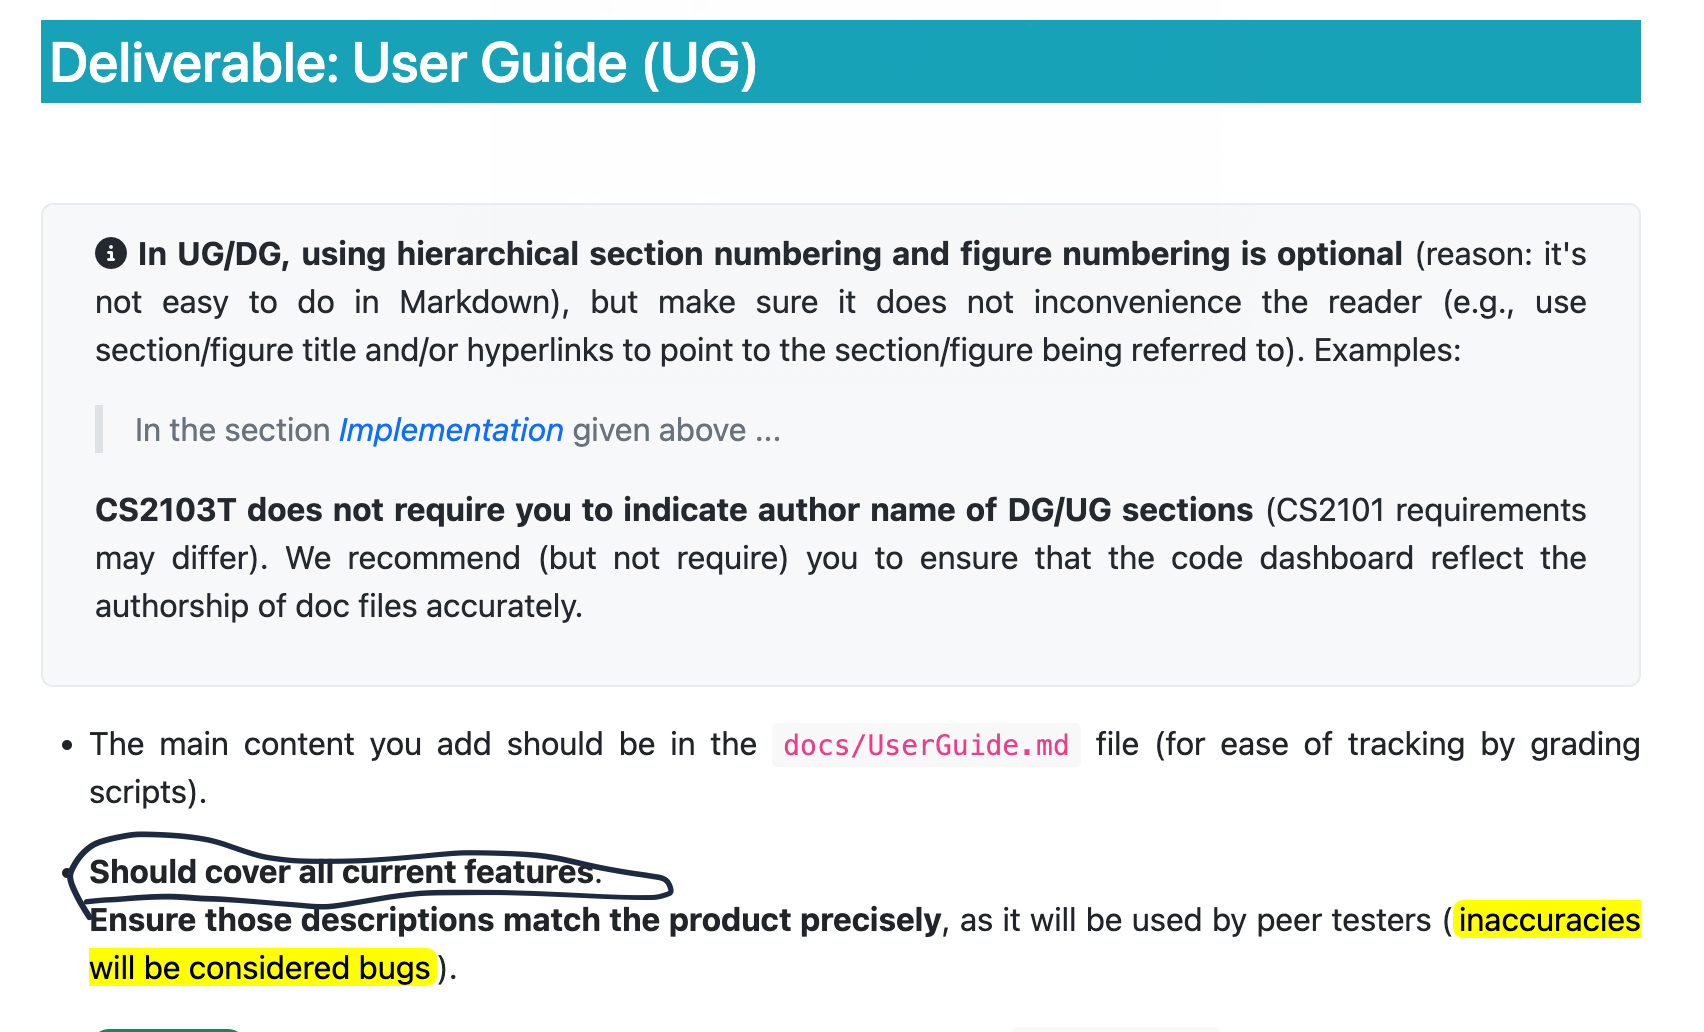 Deliverable: User Guide (UG)
In UG/DG, using hierarchical section numbering and figure numbering is optional (reason: it's
not easy to do in Markdown), but make sure it does not inconvenience the reader (e.g., use
section/figure title and/or hyperlinks to point to the section/figure being referred to). Examples:
In the section Implementation given above ...
CS2103T does not require you to indicate author name of DG/UG sections (CS2101 requirements
may differ). We recommend (but not require) you to ensure that the code dashboard reflect the
authorship of doc files accurately.
• The main content you add should be in the docs/UserGuide.md file (for ease of tracking by grading
scripts).
• Should cover all current features.
Ensure those descriptions match the product precisely, as it will be used by peer testers (inaccuracies
will be considered bugs).